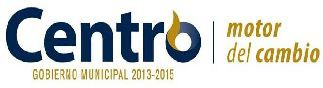 Centro
GOBIERNO MUNICIPAL 2013-2015
motor
del cambio